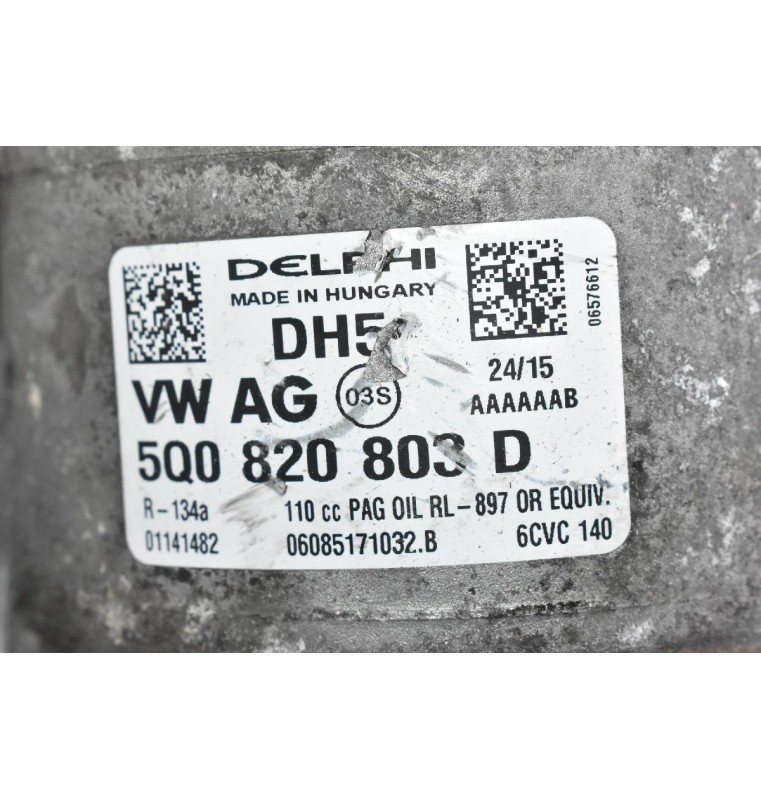 DELPHI
MADE IN HUNGARY
DH5
VW AG 03S
24/15
AAAAAAB
06576612
5Q0 820 803 D
R-134a 110 cc PAG OIL RL-897 OR EQUIV.
01141482 06085171032.B 6CVC 140